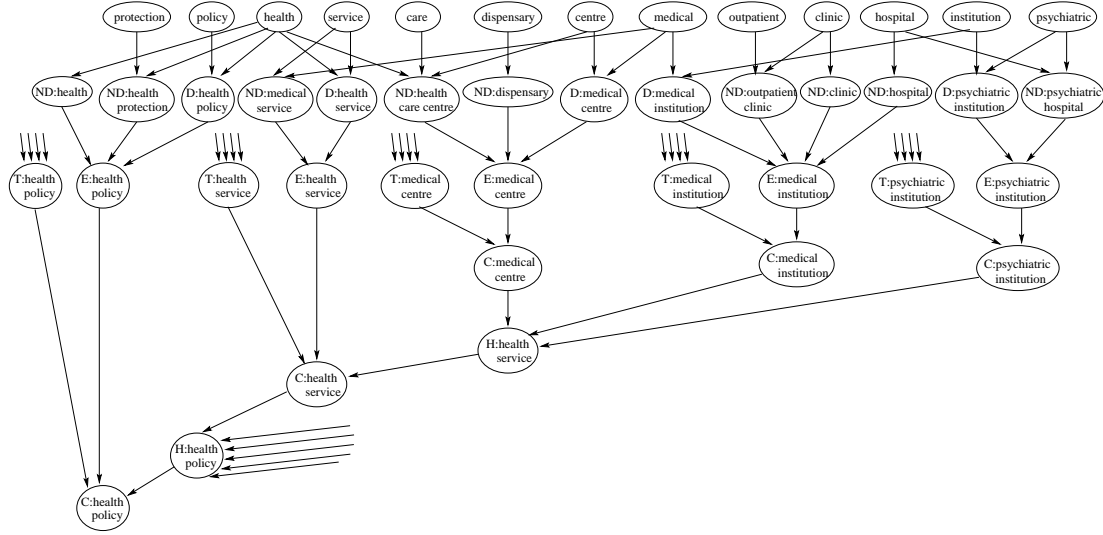 protection policy health service care dispensary centre medical outpatient clinic hospital institution psychiatric
ND:health ND:health D:health ND:medical D:health ND:health ND:dispensary D:medical D:medical ND:outpatient ND:clinic ND:hospital D:psychiatric ND:psychiatric
protection policy service service care centre centre institution clinic institution hospital
T:health E:health T:health E:health T:medical E:medical T:medical E:medical T:psychiatric E:psychiatric
policy policy service service centre centre institution institution institution institution
C:medical C:medical C:psychiatric
centre institution institution
H:health
service
C:health
service
H:health
policy
C:health
policy